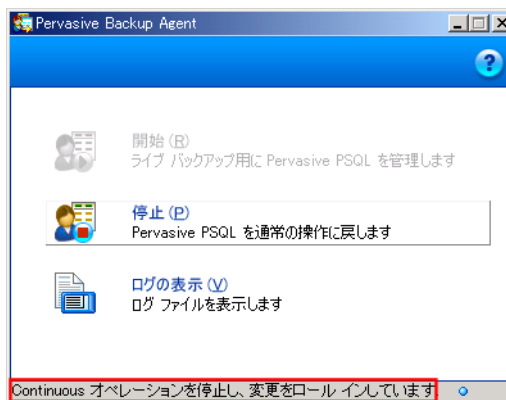 Pervasive Backup Agent
?
開始(R)
ライブ バックアップ用に Pervasive PSQL を管理します
停止(P)
Pervasive PSQL を通常の操作に戻します
ログの表示(V)
ログ ファイルを表示します
Continuous オペレーションを停止し、変更をロール インしています